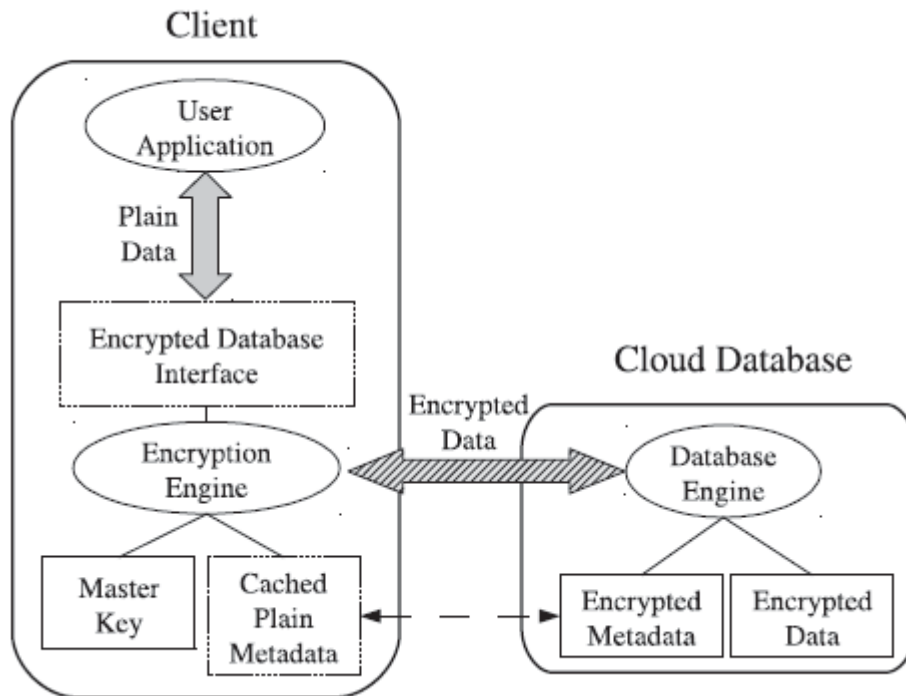 Client
User
Application
Plain
Data
Encrypted Database
Interface
Encryption
Engine
Master
Key
Cached
Plain
Metadata
Encrypted
Data
Cloud Database
Database
Engine
Encrypted
Metadata
Encrypted
Data